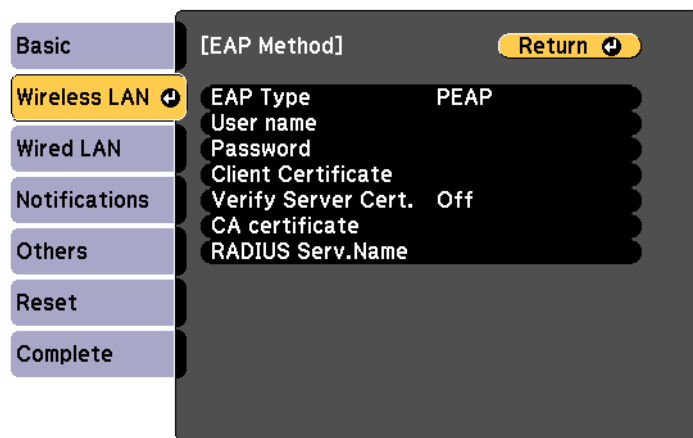 Basic
Wireless LAN
Wired LAN
Notifications
Others
Reset
Complete
[EAP Method]
Return
EAP Type PEAP
User name
Password
Client Certificate
Verify Server Cert. Off
CA certificate
RADIUS Serv.Name